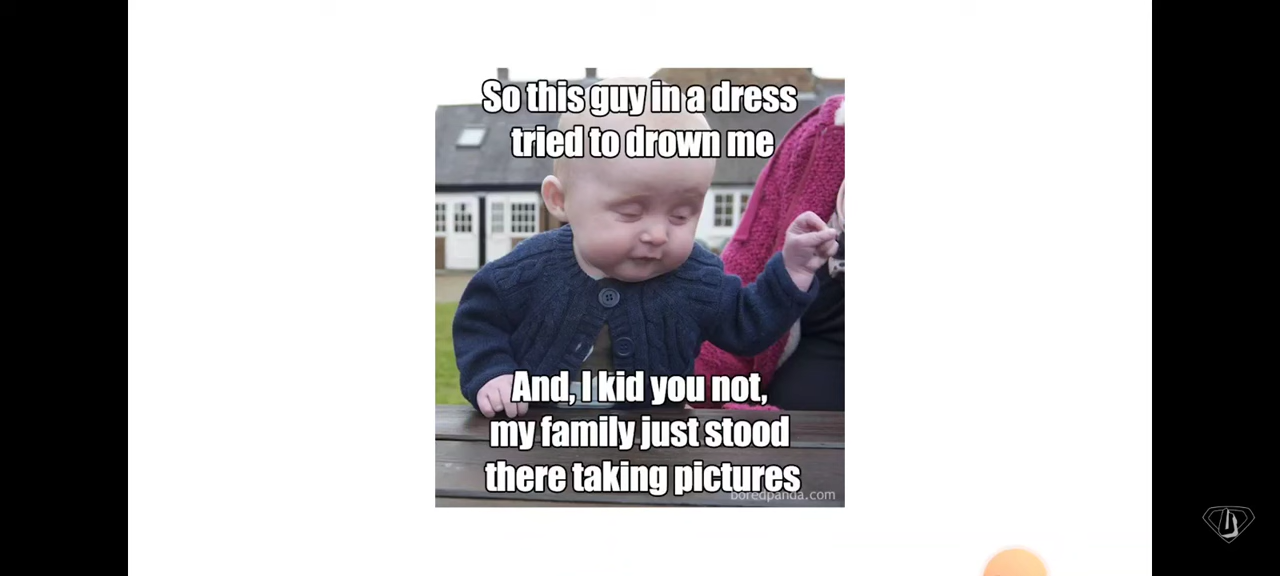 So this guy in a dress
tried to drown me
And, I kid you not,
my family just stood
there taking pictures
boredpanda.com